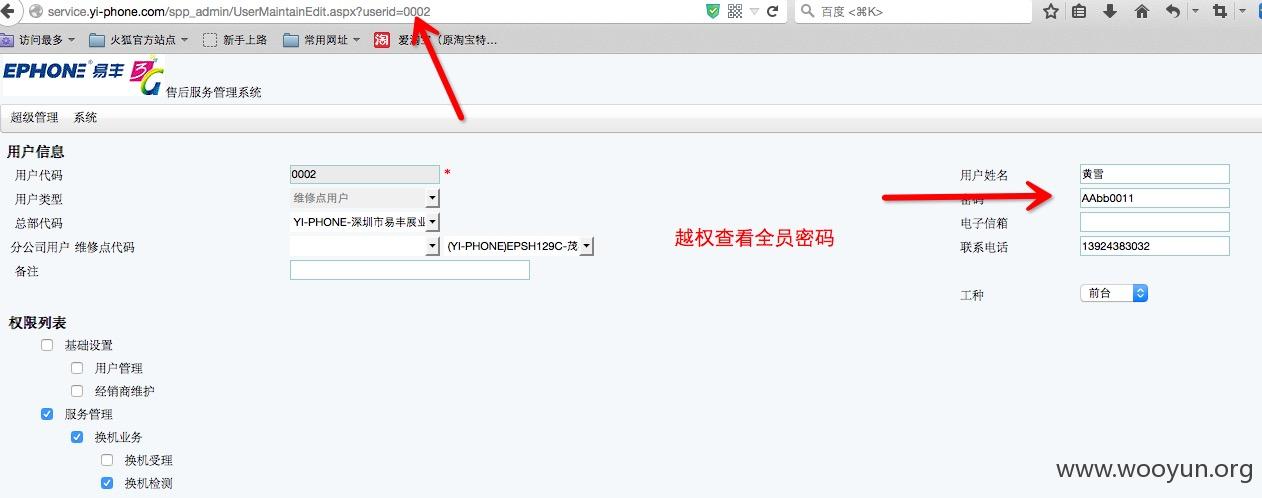 service.yi-phone.com/spp_admin/UserMaintainEdit.aspx?userid=0002
百度 <⌘K>
访问最多 火狐官方站点 新手上路 常用网址 淘 爱淘宝（原淘宝特...
EPHONE® 易丰 3G 售后服务管理系统
超级管理 系统
用户信息
用户代码 0002 * 用户姓名 黄雪
用户类型 维修点用户 密码 AAbb0011
总部代码 YI-PHONE-深圳市易丰展业 电子信箱
分公司用户 维修点代码 (YI-PHONE)EPSH129C-茂 越权查看全员密码 联系电话 13924383032
备注
工种 前台
权限列表
基础设置
用户管理
经销商维护
服务管理
换机业务
换机受理
换机检测
www.wooyun.org